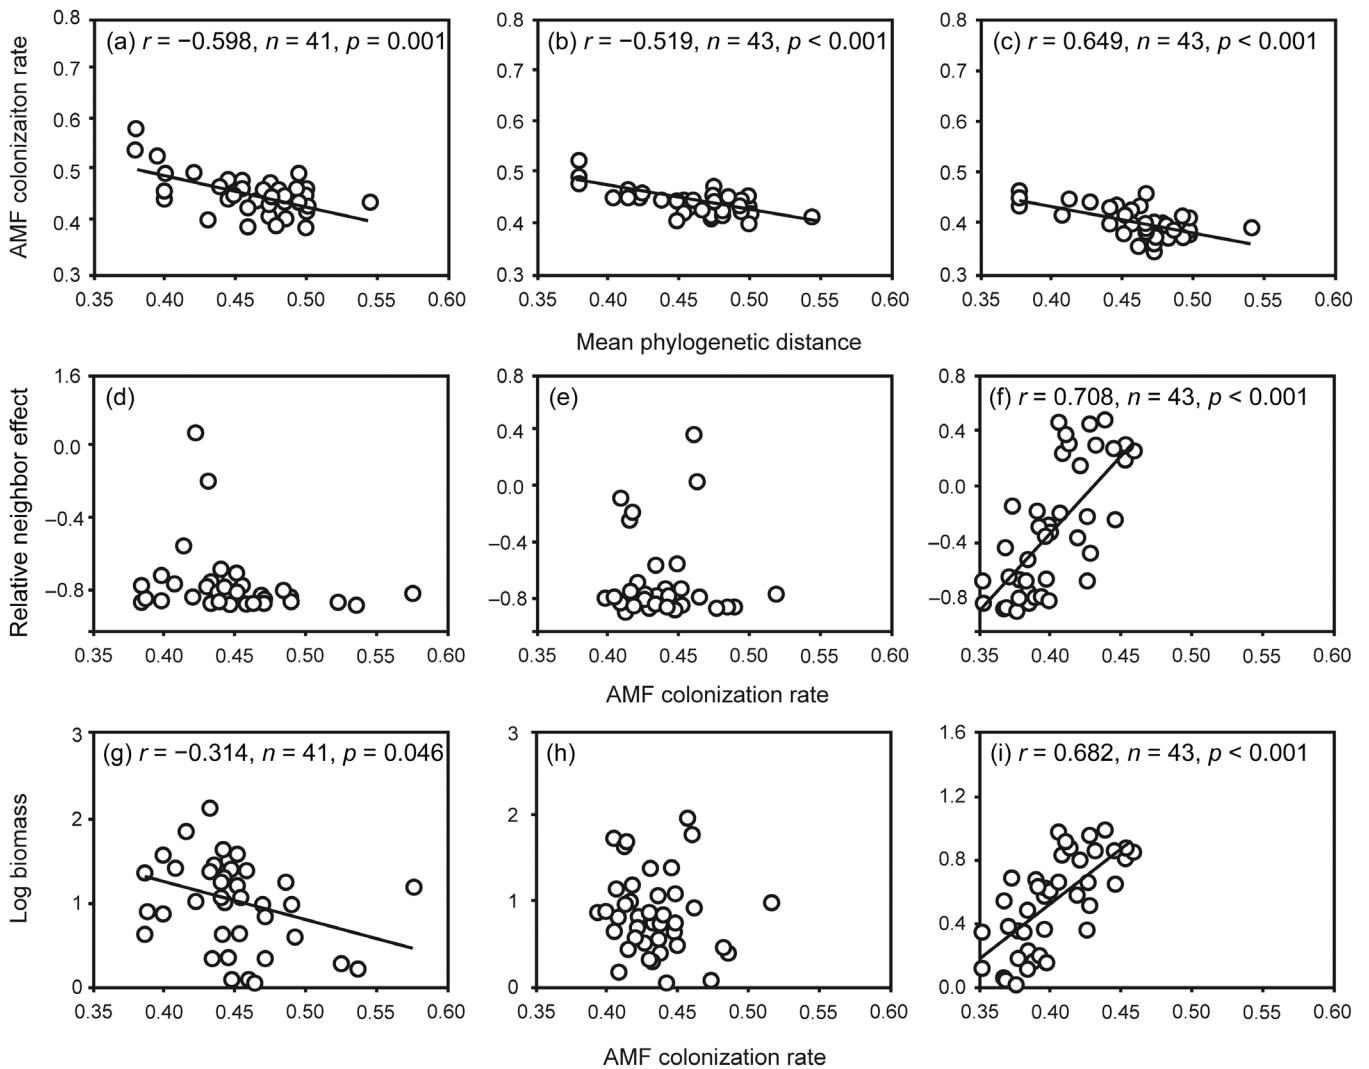 (a) r = −0.598, n = 41, p = 0.001
(b) r = −0.519, n = 43, p < 0.001
(c) r = 0.649, n = 43, p < 0.001
AMF colonizaiton rate
0.8
0.7
0.6
0.5
0.4
0.3
0.8
0.7
0.6
0.5
0.4
0.3
0.8
0.7
0.6
0.5
0.4
0.3
0.35 0.40 0.45 0.50 0.55 0.60
0.35 0.40 0.45 0.50 0.55 0.60
0.35 0.40 0.45 0.50 0.55 0.60
Mean phylogenetic distance
(d)
(e)
(f) r = 0.708, n = 43, p < 0.001
Relative neighbor effect
1.6
0.0
−0.4
−0.8
0.8
0.4
0.0
−0.4
−0.8
0.8
0.4
0.0
−0.4
−0.8
0.35 0.40 0.45 0.50 0.55 0.60
0.35 0.40 0.45 0.50 0.55 0.60
0.35 0.40 0.45 0.50 0.55 0.60
AMF colonization rate
(g) r = −0.314, n = 41, p = 0.046
(h)
(i) r = 0.682, n = 43, p < 0.001
Log biomass
3
2
1
0
3
2
1
0
1.6
1.2
0.8
0.4
0.0
0.35 0.40 0.45 0.50 0.55 0.60
0.35 0.40 0.45 0.50 0.55 0.60
0.35 0.40 0.45 0.50 0.55 0.60
AMF colonization rate